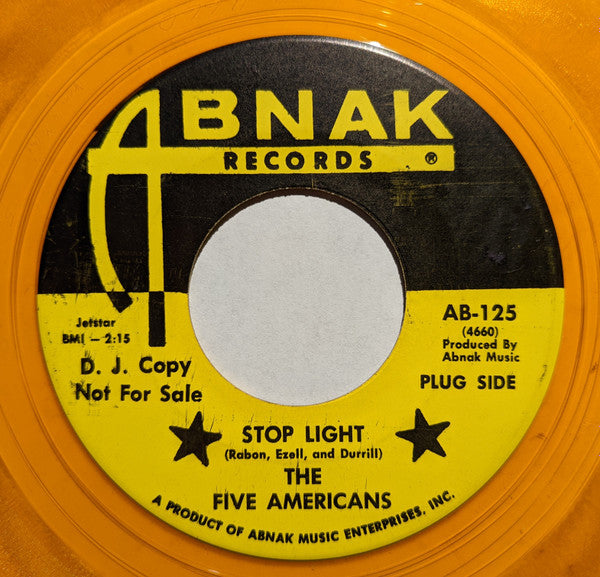 ABNAK
RECORDS ®
Jetstar
BMI - 2:15
D. J. Copy
Not For Sale
AB-125
(4660)
Produced By
Abnak Music
PLUG SIDE
STOP LIGHT
(Rabon, Ezell, and Durrill)
THE
FIVE AMERICANS
A PRODUCT OF ABNAK MUSIC ENTERPRISES, INC.